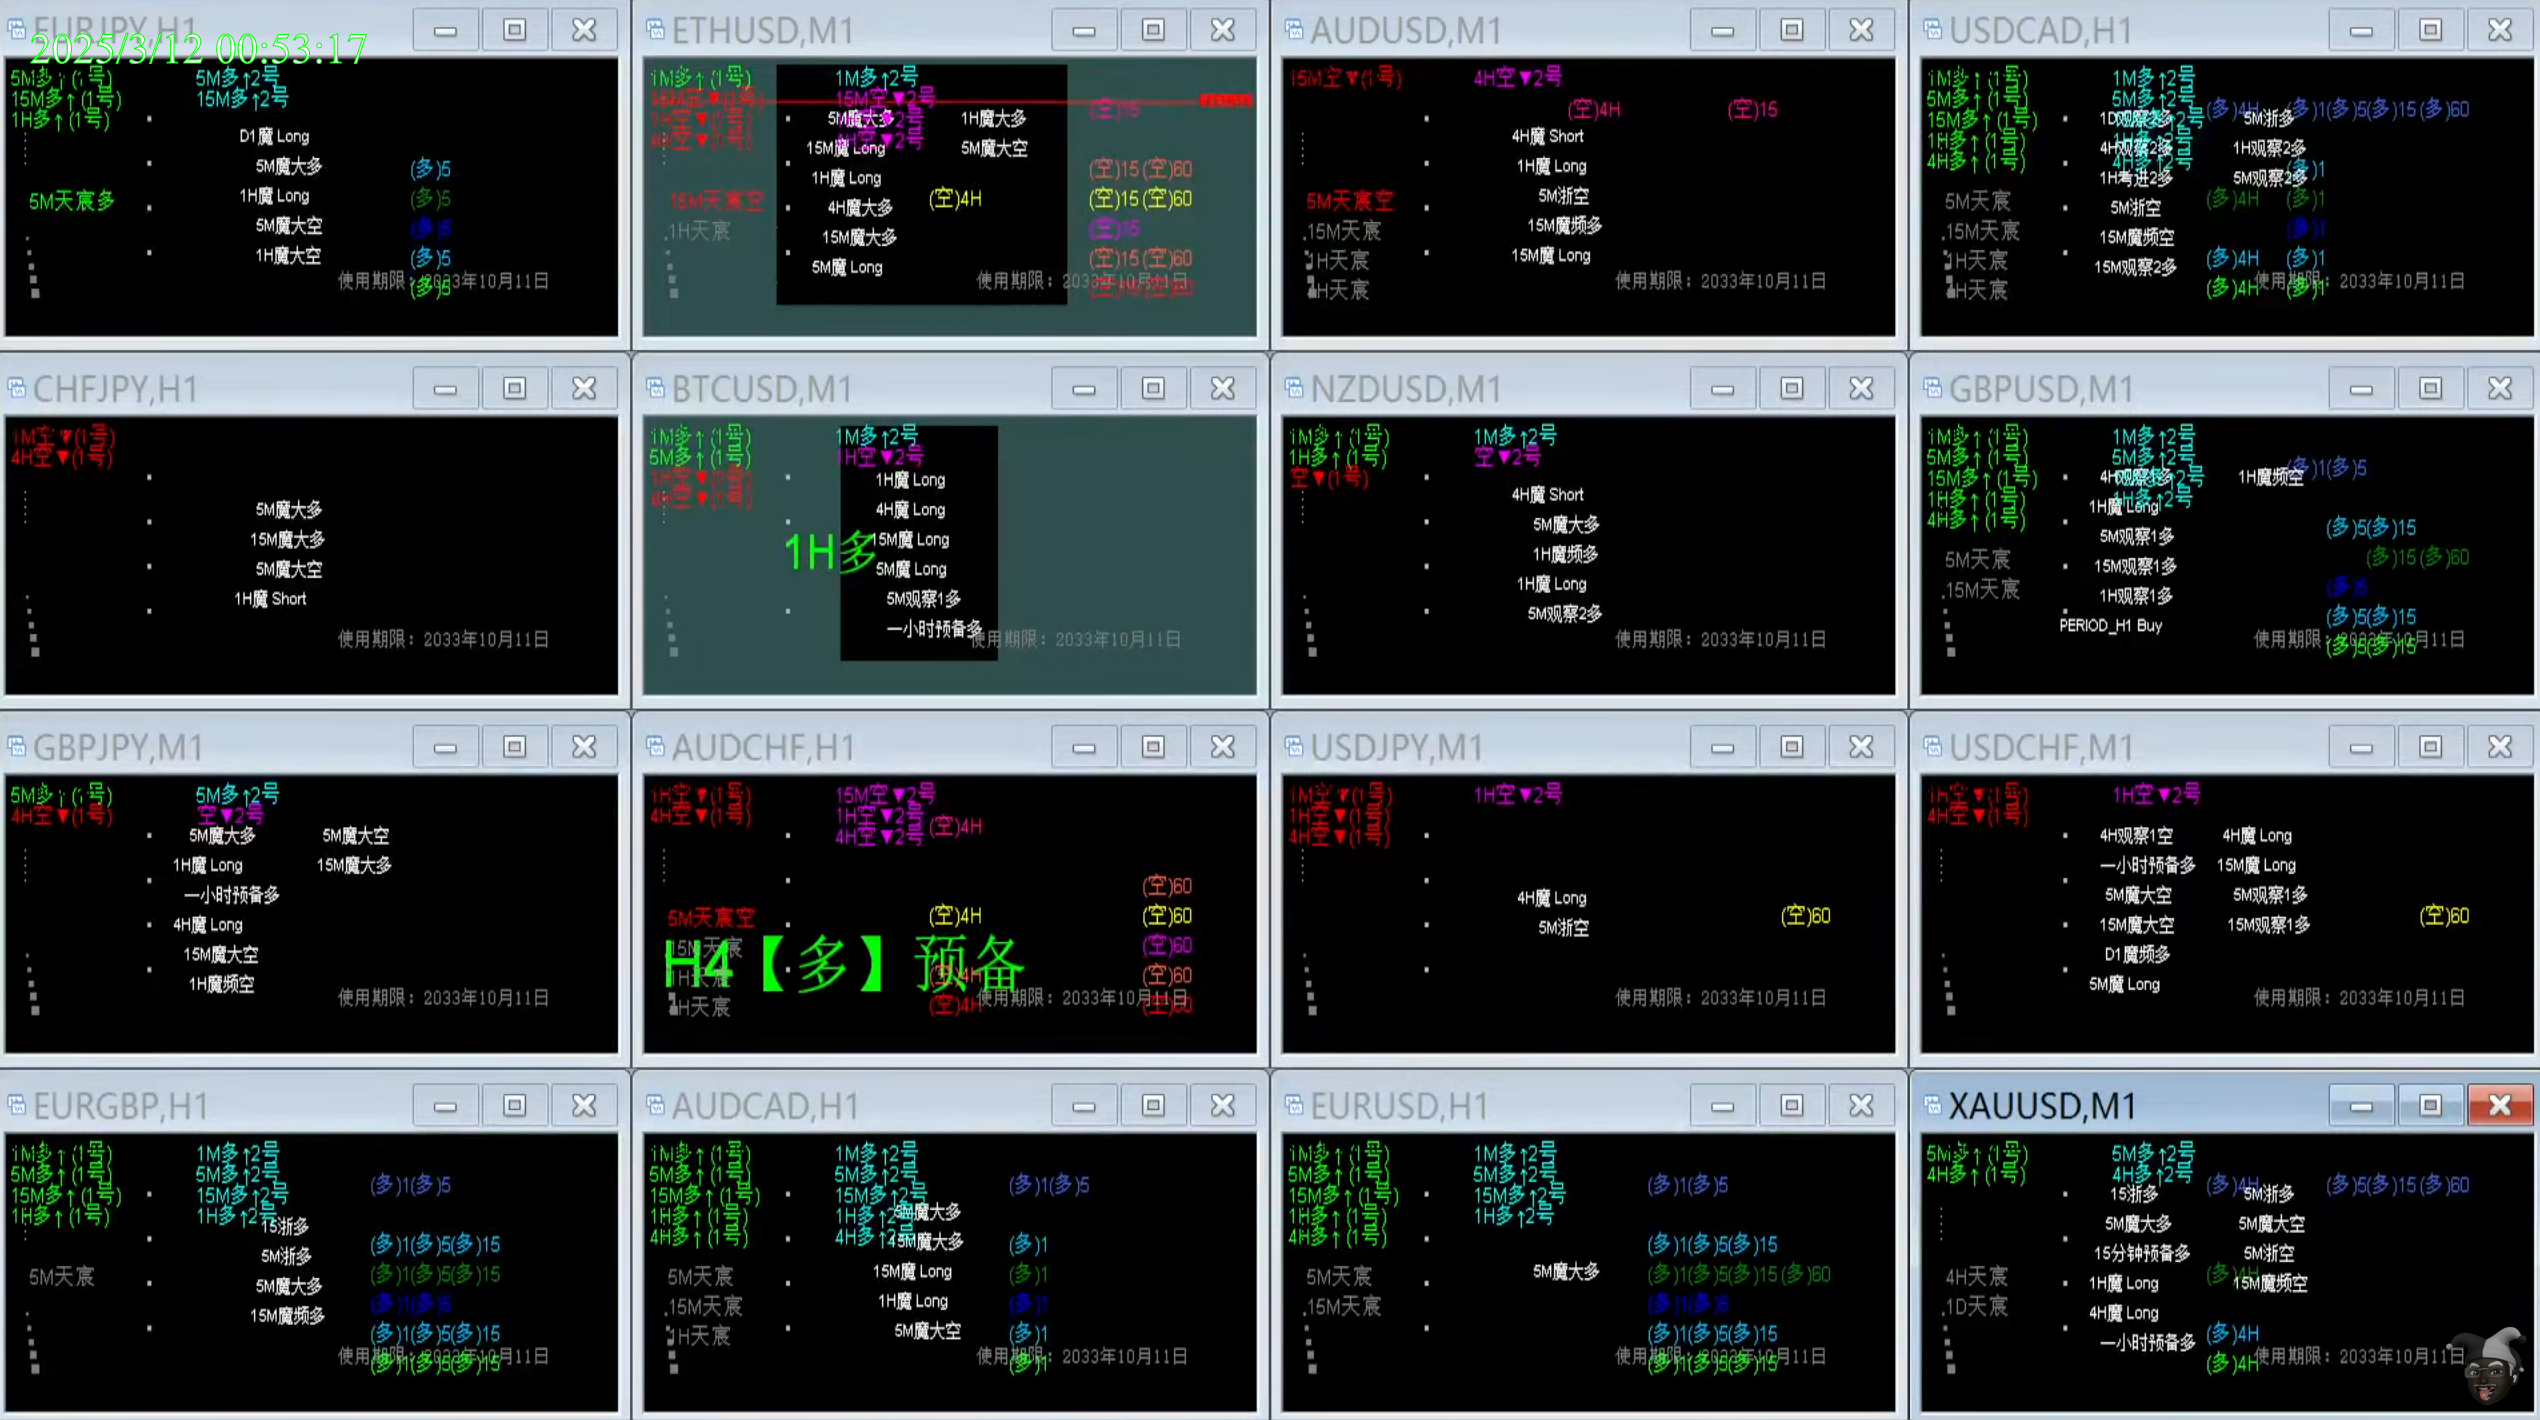 EURJPY,H1
2025/3/12 00:53:17
5M多↑(1号)
15M多↑(1号)
1H多↑(1号)
5M多↑2号
15M多↑2号
D1魔 Long
5M魔大多
1H魔 Long
5M魔大空
1H魔大空
5M天宸多
(多)5
(多)5
(多)5
(多)5
(多)5
使用期限: 2033年10月11日
ETHUSD,M1
1M多↑(1号)
15M空▼(1号)
1H空▼(1号)
4H空▼(1号)
1M多↑2号
15M空▼2号
4H空▼2号
5M魔大多
1H魔大多
15M魔 Long
5M魔大空
1H魔 Long
4H魔大多
15M魔大多
5M魔 Long
15M天宸空
1H天宸
(空)4H
(空)15
(空)15(空)60
(空)15(空)60
(空)15
(空)15(空)60
使用期限: 2033年10月11日
AUDUSD,M1
15M空▼(1号)
4H空▼2号
(空)4H
(空)15
4H魔 Short
1H魔 Long
5M浙空
15M魔频多
15M魔 Long
5M天宸空
15M天宸
1H天宸
4H天宸
使用期限: 2033年10月11日
USDCAD,H1
1M多↑(1号)
5M多↑(1号)
15M多↑(1号)
1H多↑(1号)
4H多↑(1号)
1M多↑2号
5M多↑2号
4H多↑2号
(多)4H
(多)1(多)5(多)15(多)60
5M浙多
4H观察2多
1H观察2多
1H考进2多
5M观察2多
5M浙空
15M魔频空
15M观察2多
5M天宸
15M天宸
1H天宸
4H天宸
(多)1
(多)4H
(多)1
(多)1
(多)4H
(多)1
(多)4H
(多)1
使用期限: 2033年10月11日
CHFJPY,H1
1M空▼(1号)
4H空▼(1号)
5M魔大多
15M魔大多
5M魔大空
1H魔 Short
使用期限: 2033年10月11日
BTCUSD,M1
1M多↑(1号)
5M多↑(1号)
1H空▼(1号)
4H空▼(1号)
1M多↑2号
1H空▼2号
1H魔 Long
4H魔 Long
15M魔 Long
5M魔 Long
5M观察1多
一小时预备多
1H多
使用期限: 2033年10月11日
NZDUSD,M1
1M多↑(1号)
1H多↑(1号)
空▼(1号)
1M多↑2号
空▼2号
4H魔 Short
5M魔大多
1H魔频多
1H魔 Long
5M观察2多
使用期限: 2033年10月11日
GBPUSD,M1
1M多↑(1号)
5M多↑(1号)
15M多↑(1号)
1H多↑(1号)
4H多↑(1号)
1M多↑2号
5M多↑2号
1H多↑2号
1H魔频空
(多)1(多)5
1H魔 Long
5M观察1多
15M观察1多
1H观察1多
PERIOD_H1 Buy
5M天宸
15M天宸
(多)5(多)15
(多)15(多)60
(多)5
(多)5(多)15
(多)5(多)15
使用期限: 2033年10月11日
GBPJPY,M1
5M多↑(1号)
4H空▼(1号)
5M多↑2号
空▼2号
5M魔大多
5M魔大空
1H魔 Long
15M魔大多
一小时预备多
4H魔 Long
15M魔大空
1H魔频空
使用期限: 2033年10月11日
AUDCHF,H1
1H空▼(1号)
4H空▼(1号)
15M空▼2号
1H空▼2号
4H空▼2号
(空)4H
(空)60
5M天宸空
(空)4H
(空)60
15M天宸
(空)60
H4【多】预备
1H天宸
(空)4H
(空)60
4H天宸
(空)4H
(空)60
使用期限: 2033年10月11日
USDJPY,M1
1M空▼(1号)
1H空▼(1号)
4H空▼(1号)
1H空▼2号
4H魔 Long
5M浙空
(空)60
使用期限: 2033年10月11日
USDCHF,M1
1H空▼(1号)
4H空▼(1号)
1H空▼2号
4H观察1空
4H魔 Long
一小时预备多
15M魔 Long
5M魔大空
5M观察1多
15M魔大空
15M观察1多
D1魔频多
5M魔 Long
(空)60
使用期限: 2033年10月11日
EURGBP,H1
1M多↑(1号)
5M多↑(1号)
15M多↑(1号)
1H多↑(1号)
1M多↑2号
5M多↑2号
15M多↑2号
1H多↑2号
15浙多
5M浙多
5M魔大多
15M魔频多
5M天宸
(多)1(多)5
(多)1(多)5(多)15
(多)1(多)5(多)15
(多)1(多)5
(多)1(多)5(多)15
(多)1(多)5(多)15
使用期限: 2033年10月11日
AUDCAD,H1
1M多↑(1号)
5M多↑(1号)
15M多↑(1号)
1H多↑(1号)
4H多↑(1号)
1M多↑2号
5M多↑2号
15M多↑2号
1H多↑2号
4H多↑2号
5M魔大多
15M魔大多
15M魔 Long
1H魔 Long
5M魔大空
5M天宸
15M天宸
1H天宸
(多)1(多)5
(多)1
(多)1
(多)1
(多)1
(多)1
使用期限: 2033年10月11日
EURUSD,H1
1M多↑(1号)
5M多↑(1号)
15M多↑(1号)
1H多↑(1号)
4H多↑(1号)
1M多↑2号
5M多↑2号
15M多↑2号
1H多↑2号
5M魔大多
5M天宸
15M天宸
(多)1(多)5
(多)1(多)5(多)15
(多)1(多)5(多)15(多)60
(多)1(多)5
(多)1(多)5(多)15
(多)1(多)5(多)15
使用期限: 2033年10月11日
XAUUSD,M1
5M多↑(1号)
4H多↑(1号)
5M多↑2号
4H多↑2号
(多)4H
(多)5(多)15(多)60
15浙多
5M浙多
5M魔大多
5M魔大空
15分钟预备多
5M浙空
1H魔 Long
15M魔频空
4H魔 Long
一小时预备多
4H天宸
1D天宸
(多)4H
(多)4H
(多)4H
使用期限: 2033年10月11日